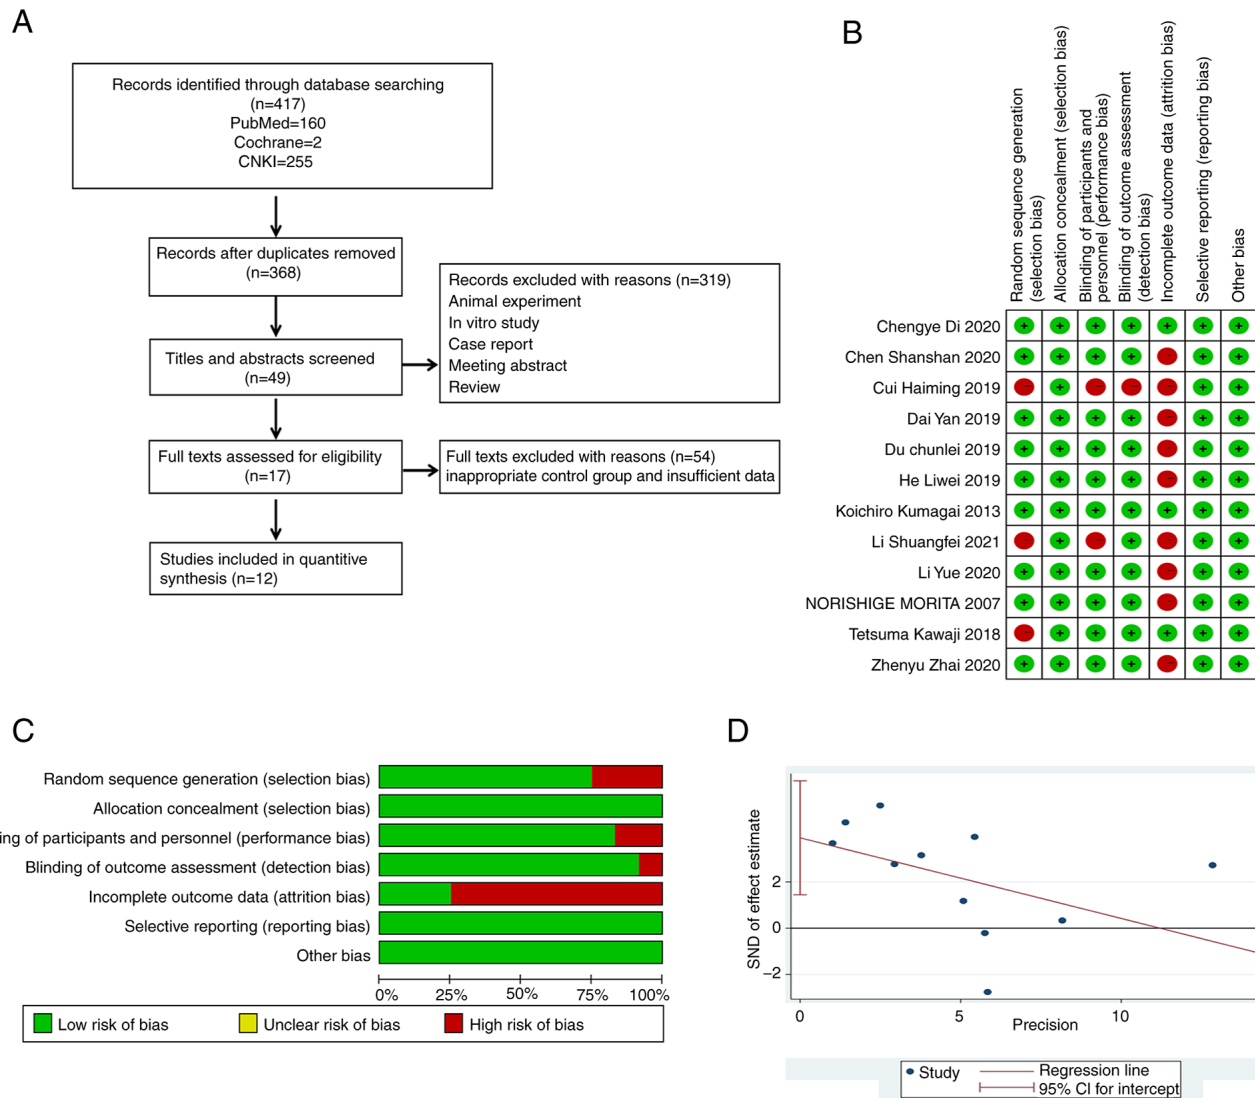 A
Records identified through database searching
(n=417)
PubMed=160
Cochrane=2
CNKI=255
Records after duplicates removed
(n=368)
Records excluded with reasons (n=319)
Animal experiment
In vitro study
Case report
Meeting abstract
Review
Titles and abstracts screened
(n=49)
Full texts assessed for eligibility
(n=17)
Full texts excluded with reasons (n=54)
inappropriate control group and insufficient data
Studies included in quantitive
synthesis (n=12)
B
Random sequence generation
(selection bias)
Allocation concealment (selection bias)
Blinding of participants and
personnel (performance bias)
Blinding of outcome assessment
(detection bias)
Incomplete outcome data (attrition bias)
Selective reporting (reporting bias)
Other bias
Chengye Di 2020 + + + + + + +
Chen Shanshan 2020 + + + + - + +
Cui Haiming 2019 - + - - - + +
Dai Yan 2019 + + + + - + +
Du chunlei 2019 + + + + - + +
He Liwei 2019 + + + + - + +
Koichiro Kumagai 2013 + + + + + + +
Li Shuangfei 2021 - + - + - + +
Li Yue 2020 + + + + - + +
NORISHIGE MORITA 2007 + + + + - + +
Tetsuma Kawaji 2018 - + + + + + +
Zhenyu Zhai 2020 + + + + - + +
C
Random sequence generation (selection bias)
Allocation concealment (selection bias)
ing of participants and personnel (performance bias)
Blinding of outcome assessment (detection bias)
Incomplete outcome data (attrition bias)
Selective reporting (reporting bias)
Other bias
0% 25% 50% 75% 100%
Low risk of bias
Unclear risk of bias
High risk of bias
D
SND of effect estimate
2
0
−2
0 5 10
Precision
Study
Regression line
95% CI for intercept